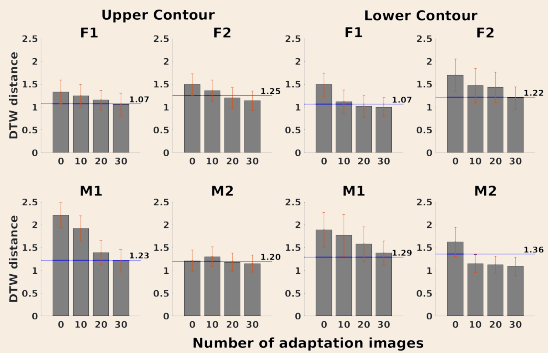 Upper Contour Lower Contour
F1 F2 F1 F2
2.5 2.5 2.5 2.5
2 2 2 2
1.5 1.5 1.5 1.5
1.07 1.25 1.07 1.22
1 1 1 1
0.5 0.5 0.5 0.5
0 0 0 0
0 10 20 30 0 10 20 30 0 10 20 30 0 10 20 30
DTW distance
M1 M2 M1 M2
2.5 2.5 2.5 2.5
2 2 2 2
1.5 1.5 1.5 1.5
1.23 1.20 1.29 1.36
1 1 1 1
0.5 0.5 0.5 0.5
0 0 0 0
0 10 20 30 0 10 20 30 0 10 20 30 0 10 20 30
DTW distance
Number of adaptation images